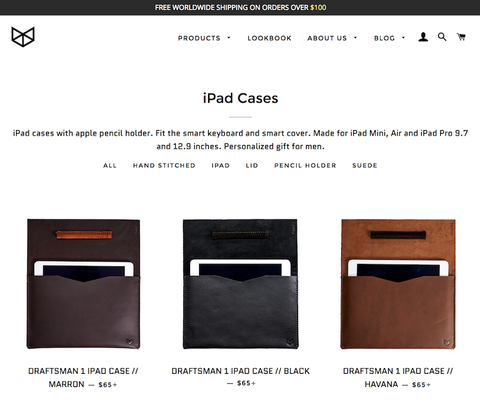 FREE WORLDWIDE SHIPPING ON ORDERS OVER $100
PRODUCTS LOOKBOOK ABOUT US BLOG
iPad Cases
iPad cases with apple pencil holder. Fit the smart keyboard and smart cover. Made for iPad Mini, Air and iPad Pro 9.7
and 12.9 inches. Personalized gift for men.
ALL HAND STITCHED IPAD LID PENCIL HOLDER SUEDE
DRAFTSMAN 1 IPAD CASE // DRAFTSMAN 1 IPAD CASE // BLACK DRAFTSMAN 1 IPAD CASE //
MARRON — $65+ — $65+ HAVANA — $65+